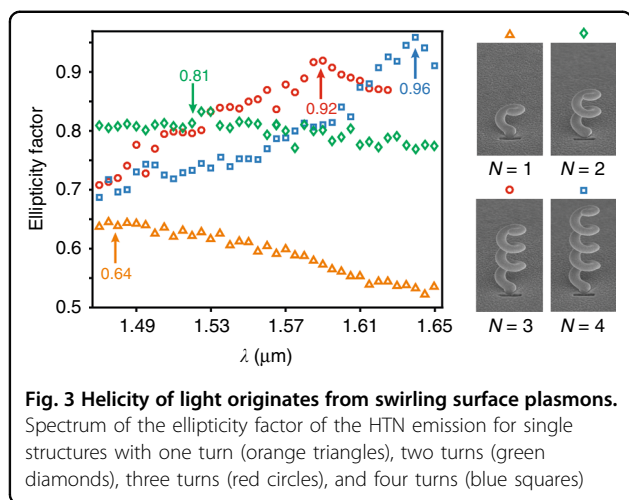 0.9
0.8
0.7
0.6
0.5
Ellipticity factor
0.81
0.92
0.96
0.64
1.49
1.53
1.57
1.61
1.65
λ (μm)
N = 1
N = 2
N = 3
N = 4
Fig. 3 Helicity of light originates from swirling surface plasmons.
Spectrum of the ellipticity factor of the HTN emission for single
structures with one turn (orange triangles), two turns (green
diamonds), three turns (red circles), and four turns (blue squares)